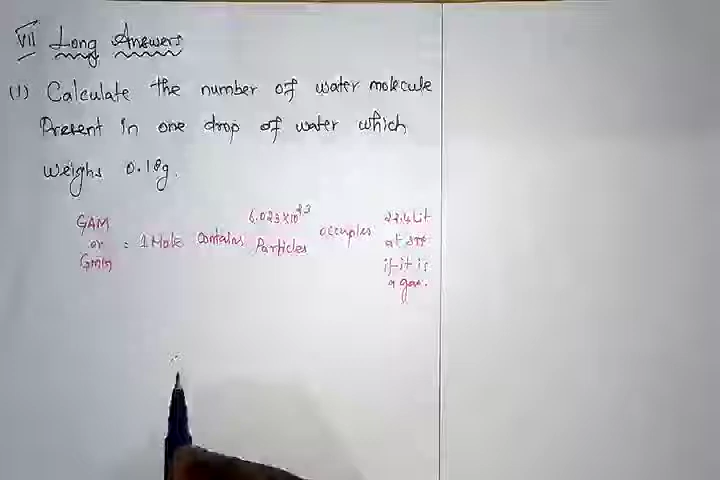 VII Long Answers
(1) Calculate the number of water molecule
Present in one drop of water which
weighs 0.18g.
GAM
or
GMM
= 1 Mole contains
6.023×10²³
Particles
occupies
22.4 Lit
at STP
if it is
a gas.